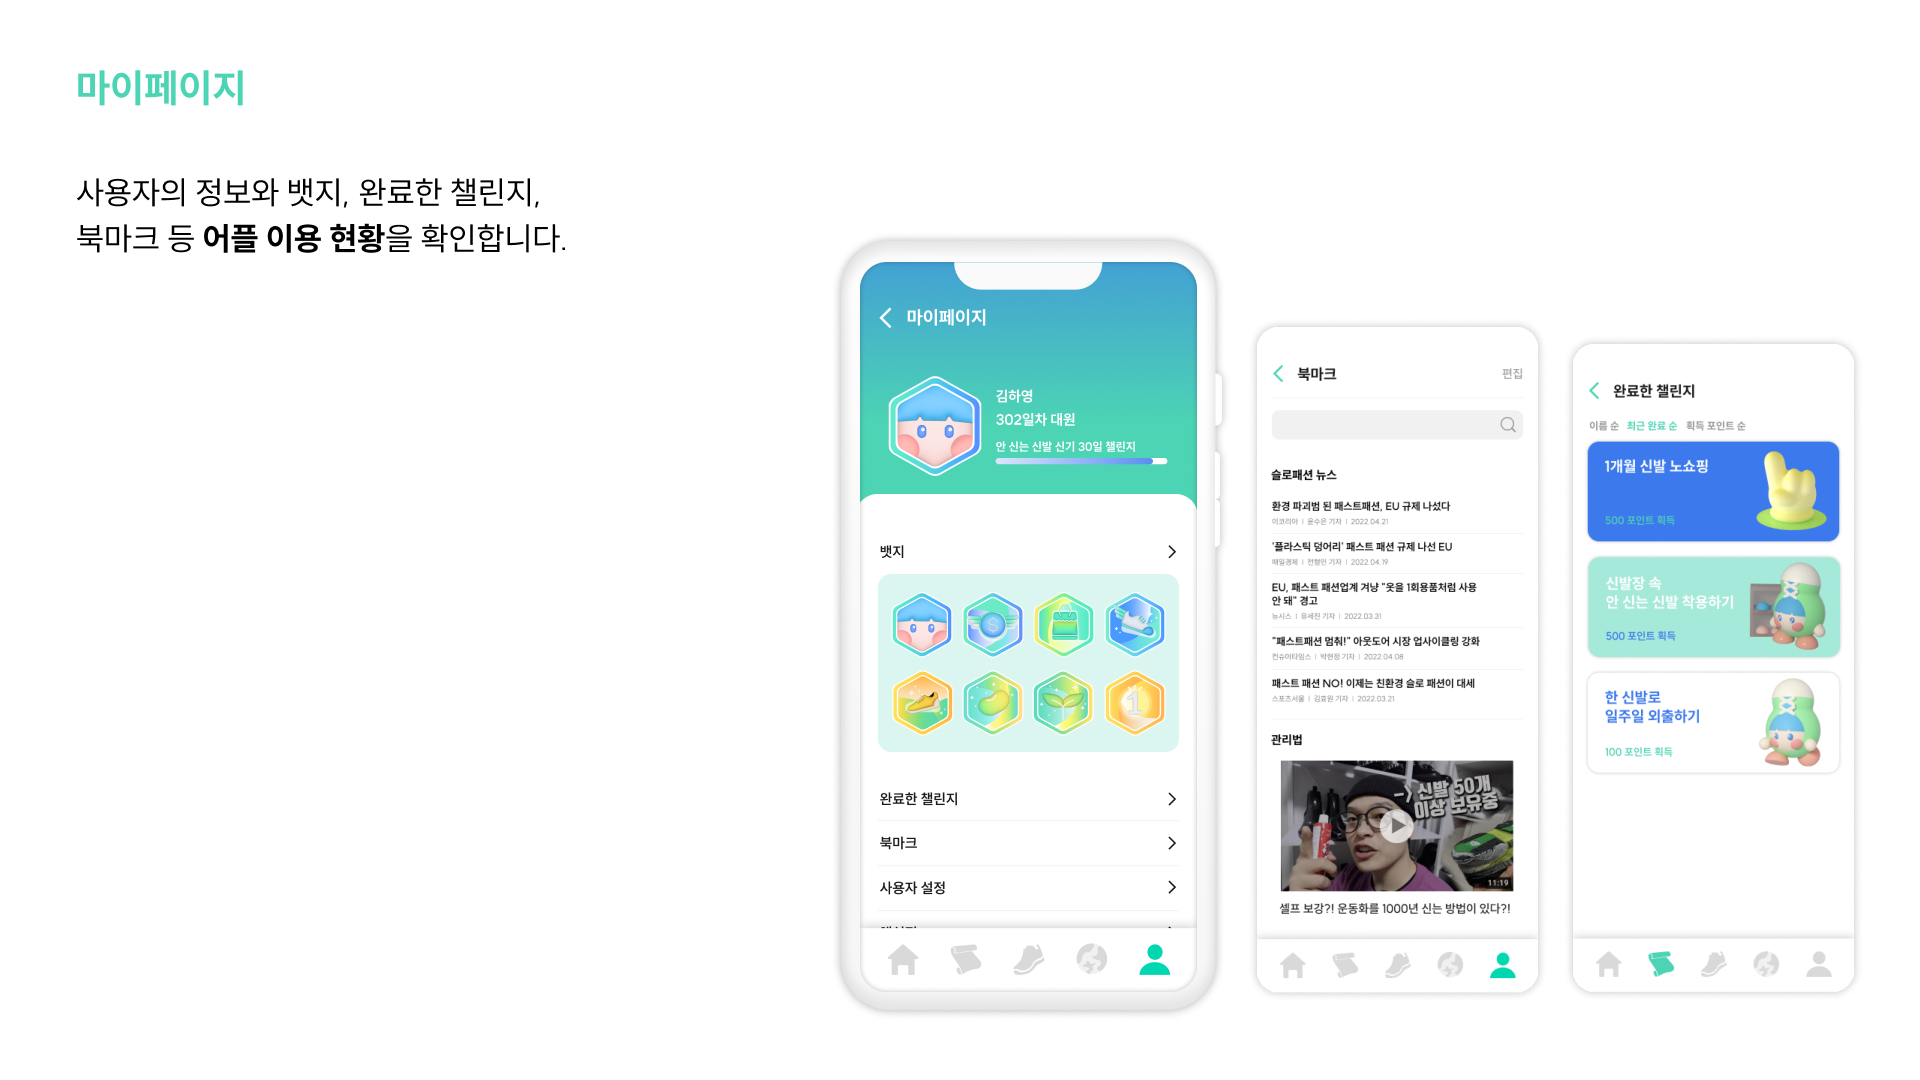 마이페이지
사용자의 정보와 뱃지, 완료한 챌린지,
북마크 등 어플 이용 현황을 확인합니다.
마이페이지
김하영
302일차 대원
안 신는 신발 신기 30일 챌린지
뱃지
완료한 챌린지
북마크
사용자 설정
북마크
편집
슬로패션 뉴스
환경 파괴범 된 패스트패션, EU 규제 나섰다
이코리아 | 윤수은 기자 | 2022.04.21
'플라스틱 덩어리' 패스트 패션 규제 나선 EU
매일경제 | 전형민 기자 | 2022.04.19
EU, 패스트 패션업계 겨냥 "옷을 1회용품처럼 사용
안 돼" 경고
뉴시스 | 유세진 기자 | 2022.03.31
"패스트패션 멈춰!" 아웃도어 시장 업사이클링 강화
컨슈머타임스 | 박현정 기자 | 2022.04.08
패스트 패션 NO! 이제는 친환경 슬로 패션이 대세
스포츠서울 | 김효원 기자 | 2022.03.21
관리법
-> 신발 50개
이상 보유중
11:19
셀프 보강?! 운동화를 1000년 신는 방법이 있다?!
완료한 챌린지
이름 순 최근 완료 순 획득 포인트 순
1개월 신발 노쇼핑
500 포인트 획득
신발장 속
안 신는 신발 착용하기
500 포인트 획득
한 신발로
일주일 외출하기
100 포인트 획득